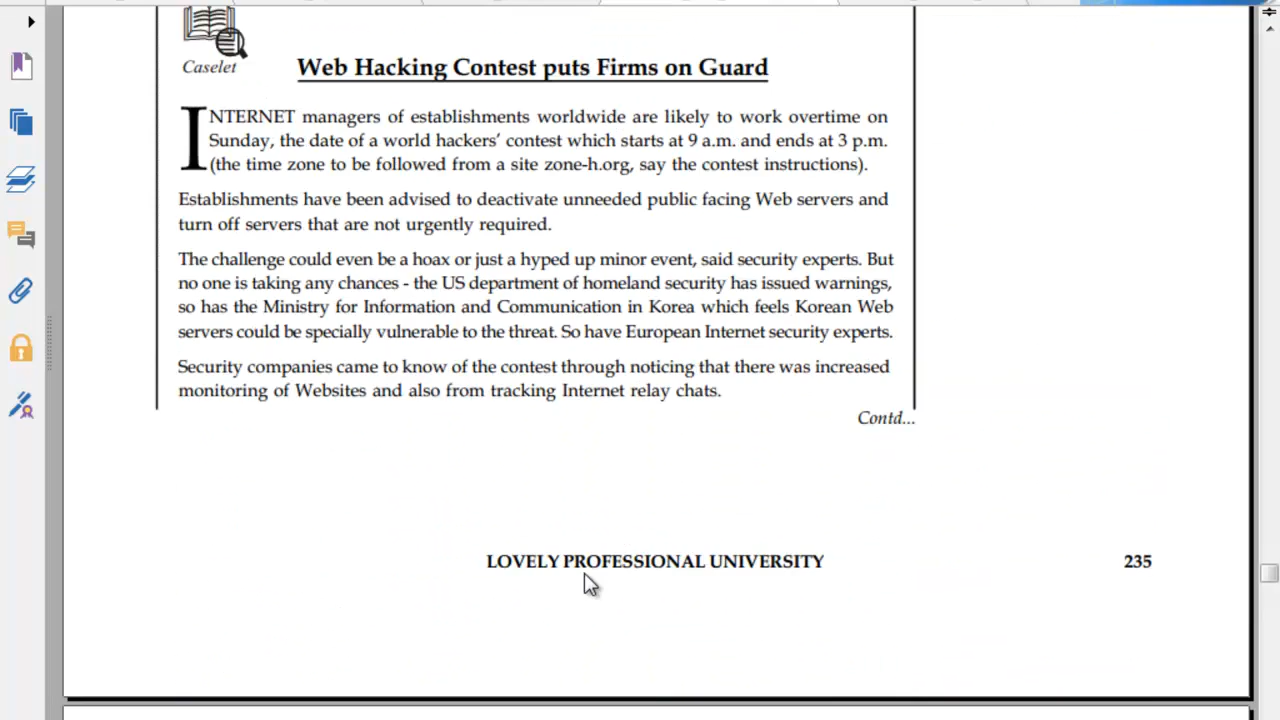 Caselet
Web Hacking Contest puts Firms on Guard
INTERNET managers of establishments worldwide are likely to work overtime on
Sunday, the date of a world hackers’ contest which starts at 9 a.m. and ends at 3 p.m.
(the time zone to be followed from a site zone-h.org, say the contest instructions).
Establishments have been advised to deactivate unneeded public facing Web servers and
turn off servers that are not urgently required.
The challenge could even be a hoax or just a hyped up minor event, said security experts. But
no one is taking any chances - the US department of homeland security has issued warnings,
so has the Ministry for Information and Communication in Korea which feels Korean Web
servers could be specially vulnerable to the threat. So have European Internet security experts.
Security companies came to know of the contest through noticing that there was increased
monitoring of Websites and also from tracking Internet relay chats.
Contd...
LOVELY PROFESSIONAL UNIVERSITY 235